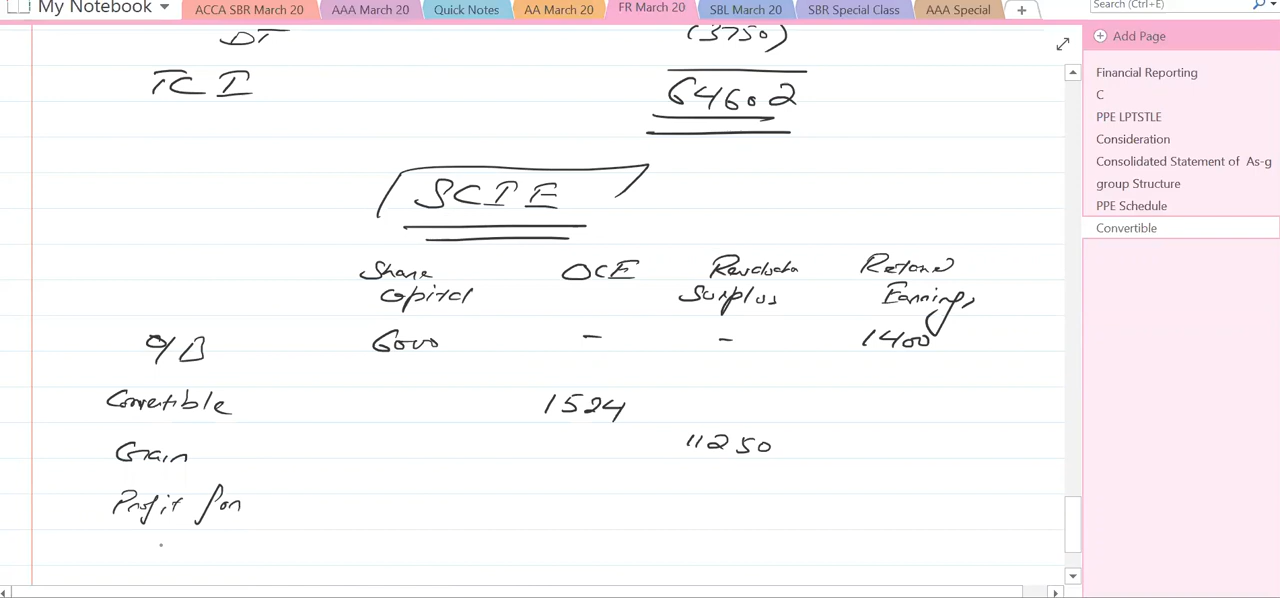 My Notebook
ACCA SBR March 20
AAA March 20
Quick Notes
AA March 20
FR March 20
SBL March 20
SBR Special Class
AAA Special
Search (Ctrl+E)
Add Page
Financial Reporting
C
PPE LPTSTLE
Consideration
Consolidated Statement of As-g
group Structure
PPE Schedule
Convertible
DT (3750)
TCI 64602
SCIE
Share OCE
Capital Surplus Earnings
O/B 6000 - - 1400
Convertible 1524
Gain 11250
Profit for